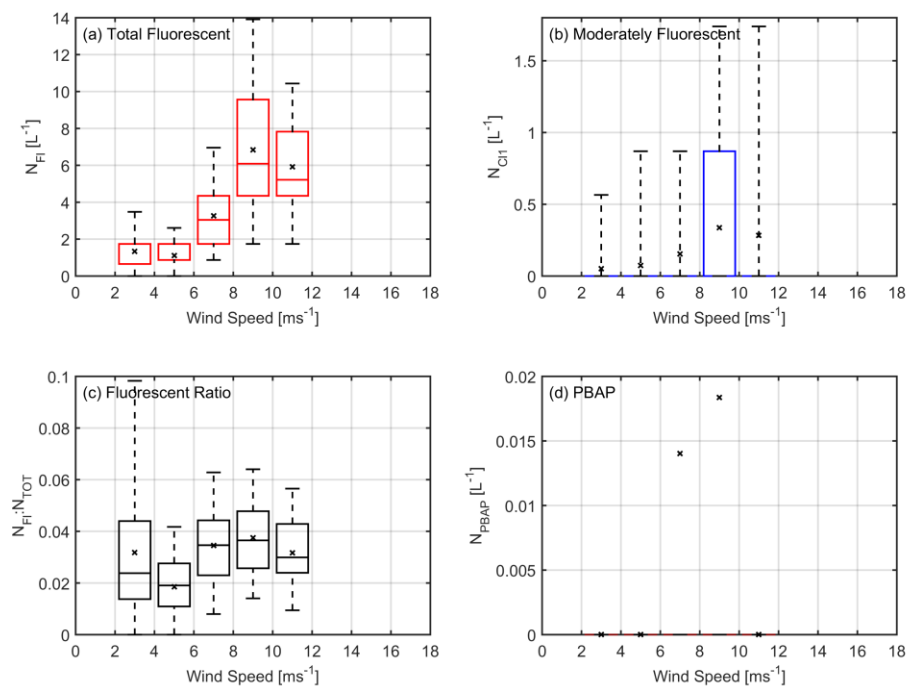 (a) Total Fluorescent
N_Fl [L^-1]
14
12
10
8
6
4
2
0
0 2 4 6 8 10 12 14 16 18
Wind Speed [ms^-1]
(b) Moderately Fluorescent
N_Cl1 [L^-1]
1.5
1
0.5
0
0 2 4 6 8 10 12 14 16 18
Wind Speed [ms^-1]
(c) Fluorescent Ratio
N_Fl:N_TOT
0.1
0.08
0.06
0.04
0.02
0
0 2 4 6 8 10 12 14 16 18
Wind Speed [ms^-1]
(d) PBAP
N_PBAP [L^-1]
0.02
0.015
0.01
0.005
0
0 2 4 6 8 10 12 14 16 18
Wind Speed [ms^-1]